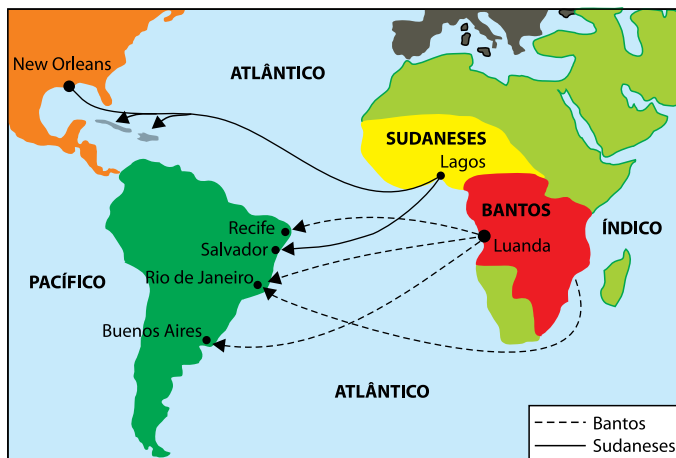 New Orleans
ATLÂNTICO
SUDANESES
Lagos
BANTOS
ÍNDICO
Recife
Salvador
Luanda
PACÍFICO
Rio de Janeiro
Buenos Aires
ATLÂNTICO
Bantos
Sudaneses